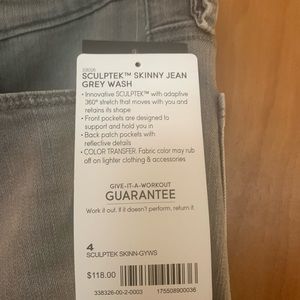 SCULPTEK™ SKINNY JEAN
GREY WASH
• Innovative SCULPTEK™ with adaptive
360° stretch that moves with you and
retains its shape
• Front pockets are designed to
support and hold you in
• Back patch pockets with
reflective details
• COLOR TRANSFER. Fabric color may rub
off on lighter clothing & accessories
GIVE-IT-A-WORKOUT
GUARANTEE
Work it out. If it doesn't perform, return it.
4
SCULPTEK SKINN-GYWS
$118.00
338326-00-2-0003 175508900036